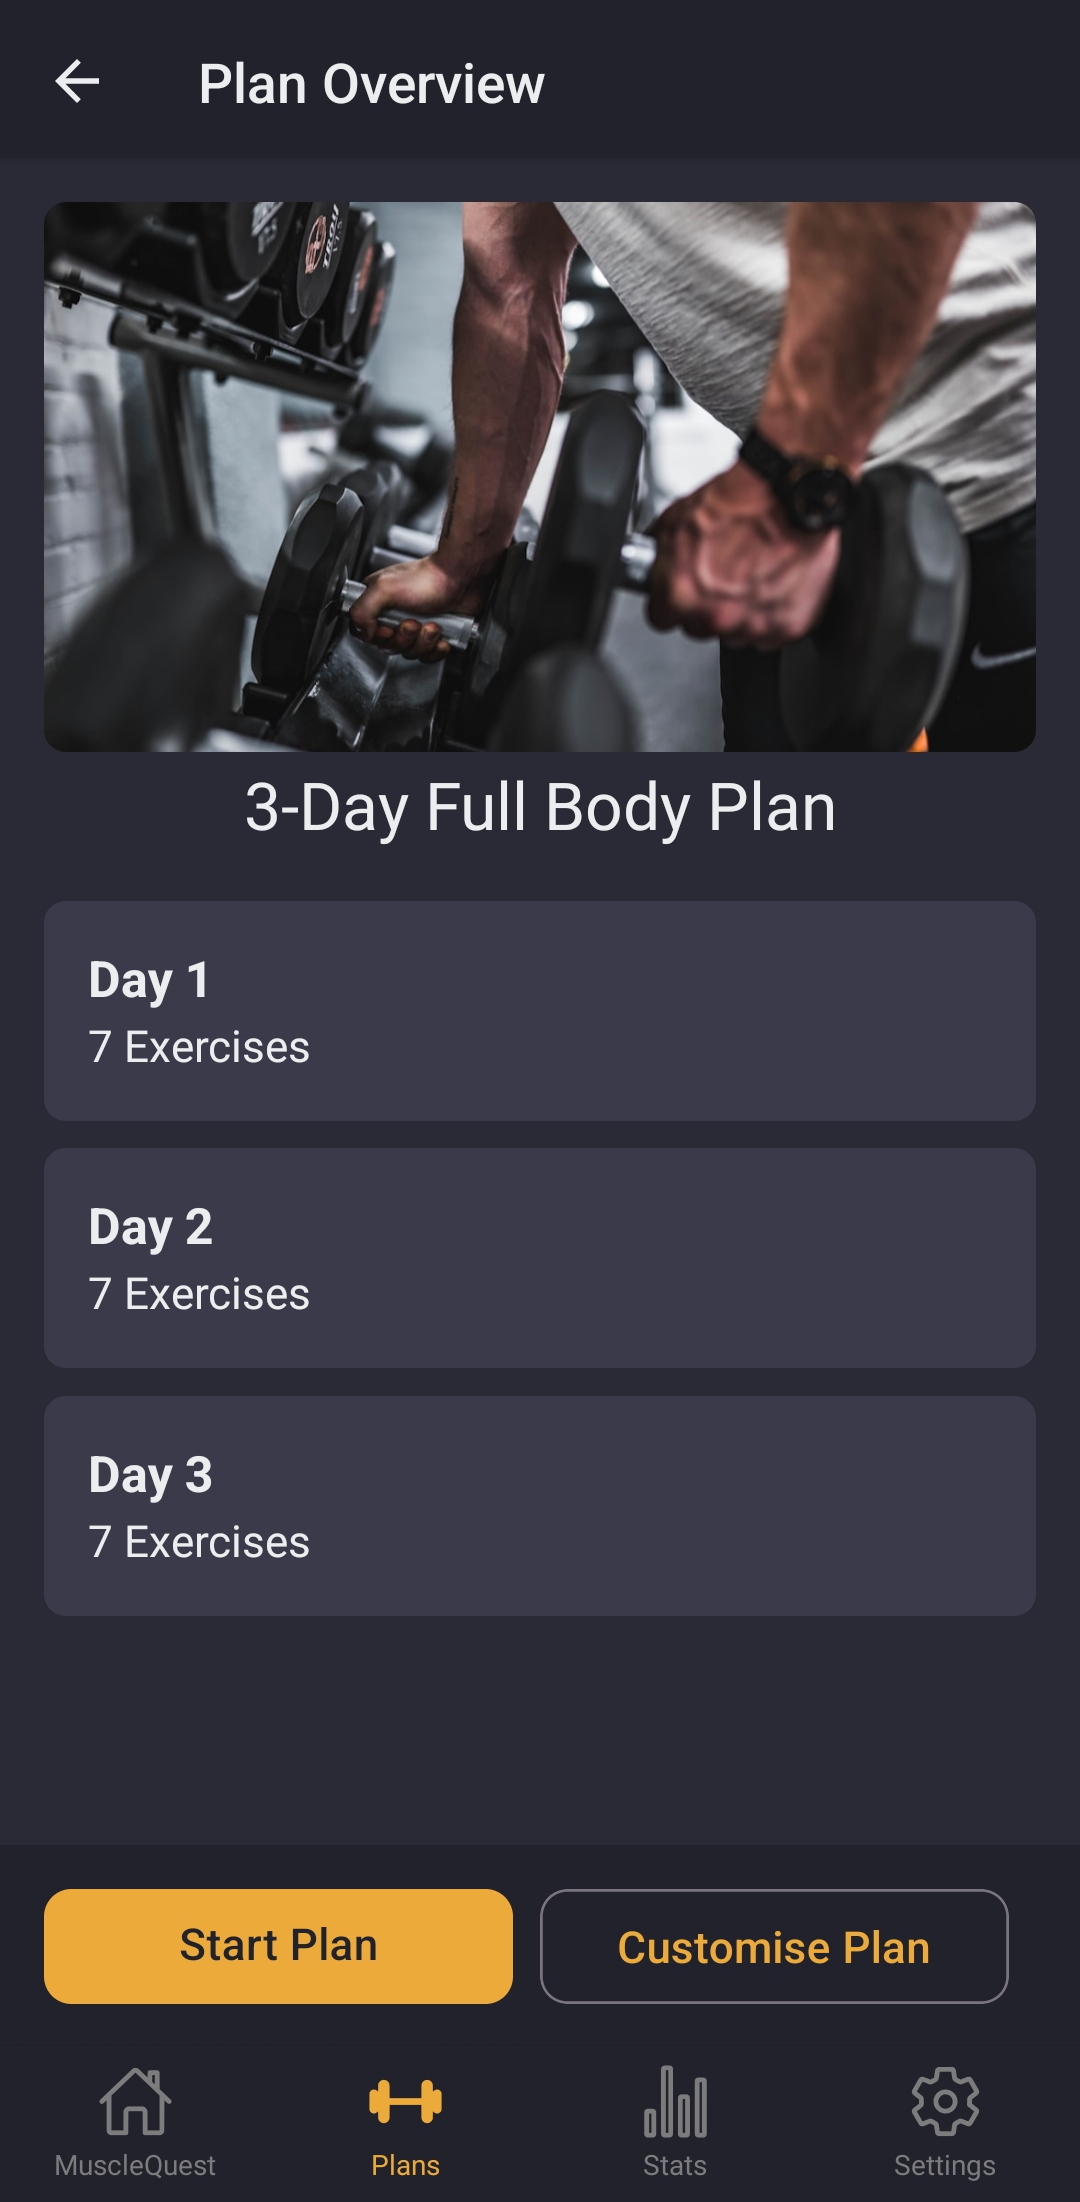 Plan Overview
TROY
3-Day Full Body Plan
Day 1
7 Exercises
Day 2
7 Exercises
Day 3
7 Exercises
Start Plan
Customise Plan
MuscleQuest
Plans
Stats
Settings